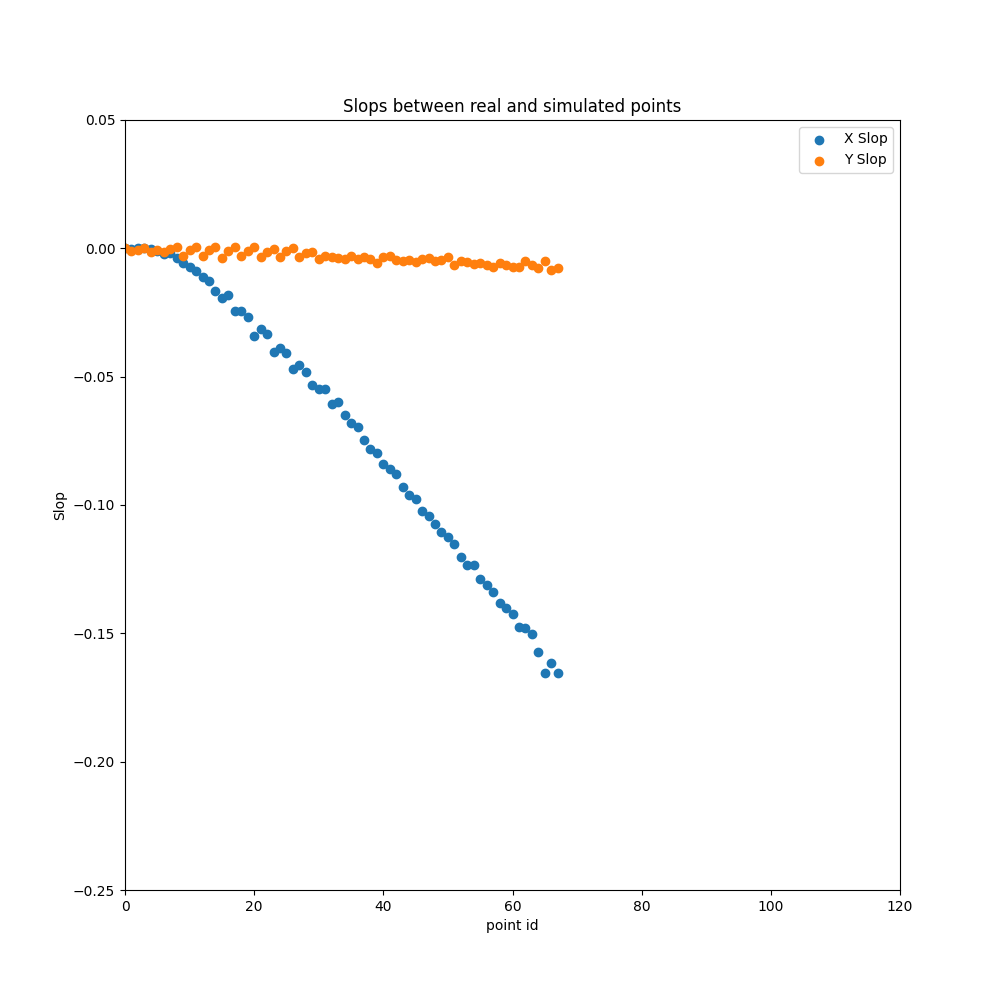 Slops between real and simulated points
X Slop
Y Slop
0.05
0.00
−0.05
−0.10
−0.15
−0.20
−0.25
Slop
0 20 40 60 80 100 120
point id